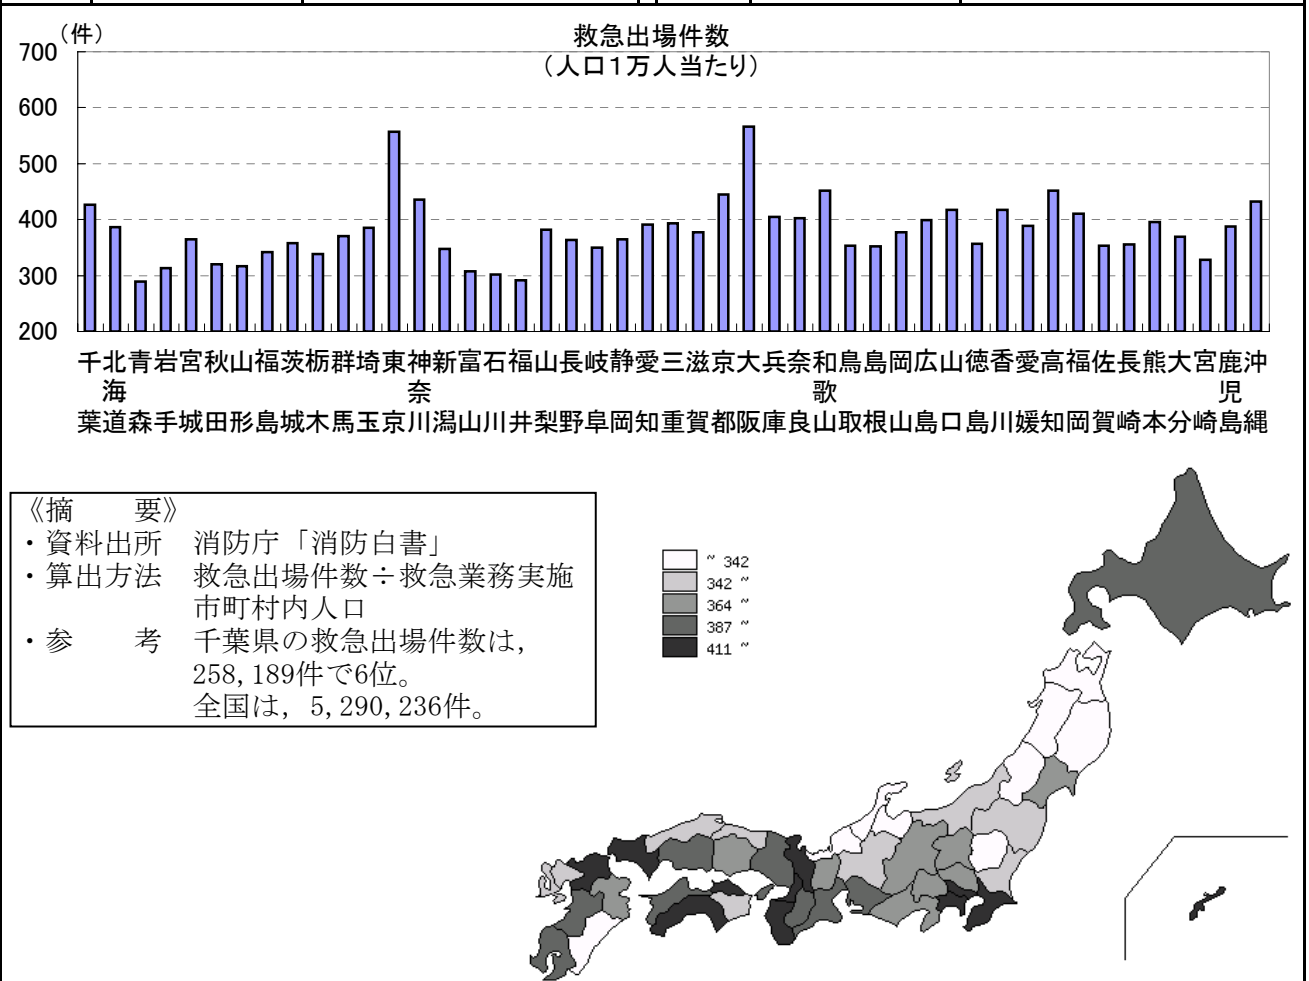 (件)
救急出場件数
(人口1万人当たり)
700
600
500
400
300
200
千葉
北海道
青森
岩手
宮城
秋田
山形
福島
茨城
栃木
群馬
埼玉
東京
神奈川
新潟
富山
石川
福井
山梨
長野
岐阜
静岡
愛知
三重
滋賀
京都
大阪
兵庫
奈良
和歌山
鳥取
島根
岡山
広島
山口
徳島
香川
愛媛
高知
福岡
佐賀
長崎
熊本
大分
宮崎
鹿児島
沖縄
《摘　　要》
・資料出所　消防庁「消防白書」
・算出方法　救急出場件数÷救急業務実施
市町村内人口
・参　　考　千葉県の救急出場件数は,
258,189件で6位。
全国は, 5,290,236件。
~ 342
342 ~
364 ~
387 ~
411 ~